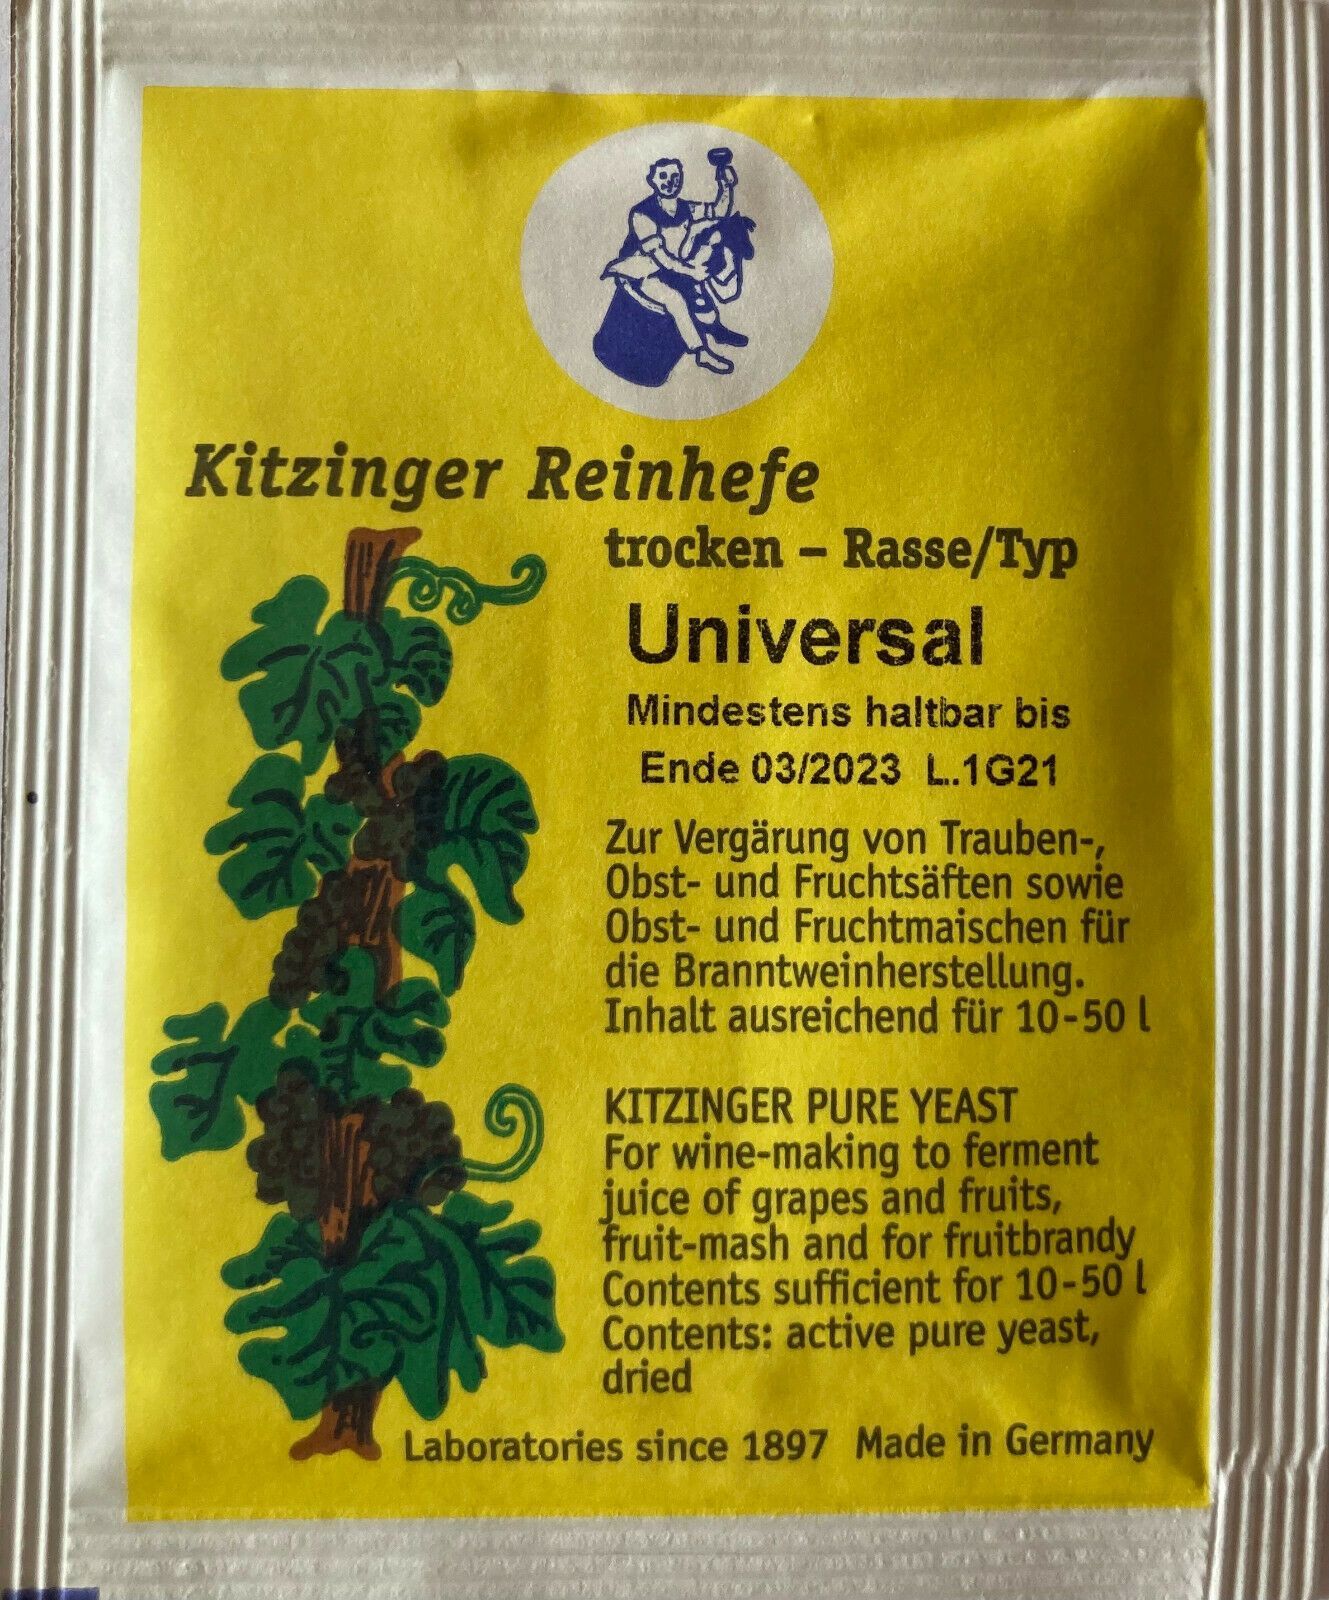 Kitzinger Reinhefe
trocken – Rasse/Typ
Universal
Mindestens haltbar bis
Ende 03/2023 L..1G21
Zur Vergärung von Trauben-,
Obst- und Fruchtsäften sowie
Obst- und Fruchtmaischen für
die Branntweinherstellung.
Inhalt ausreichend für 10-50 l
KITZINGER PURE YEAST
For wine-making to ferment
juice of grapes and fruits,
fruit-mash and for fruitbrandy
Contents sufficient for 10-50 l
Contents: active pure yeast,
dried
Laboratories since 1897 Made in Germany